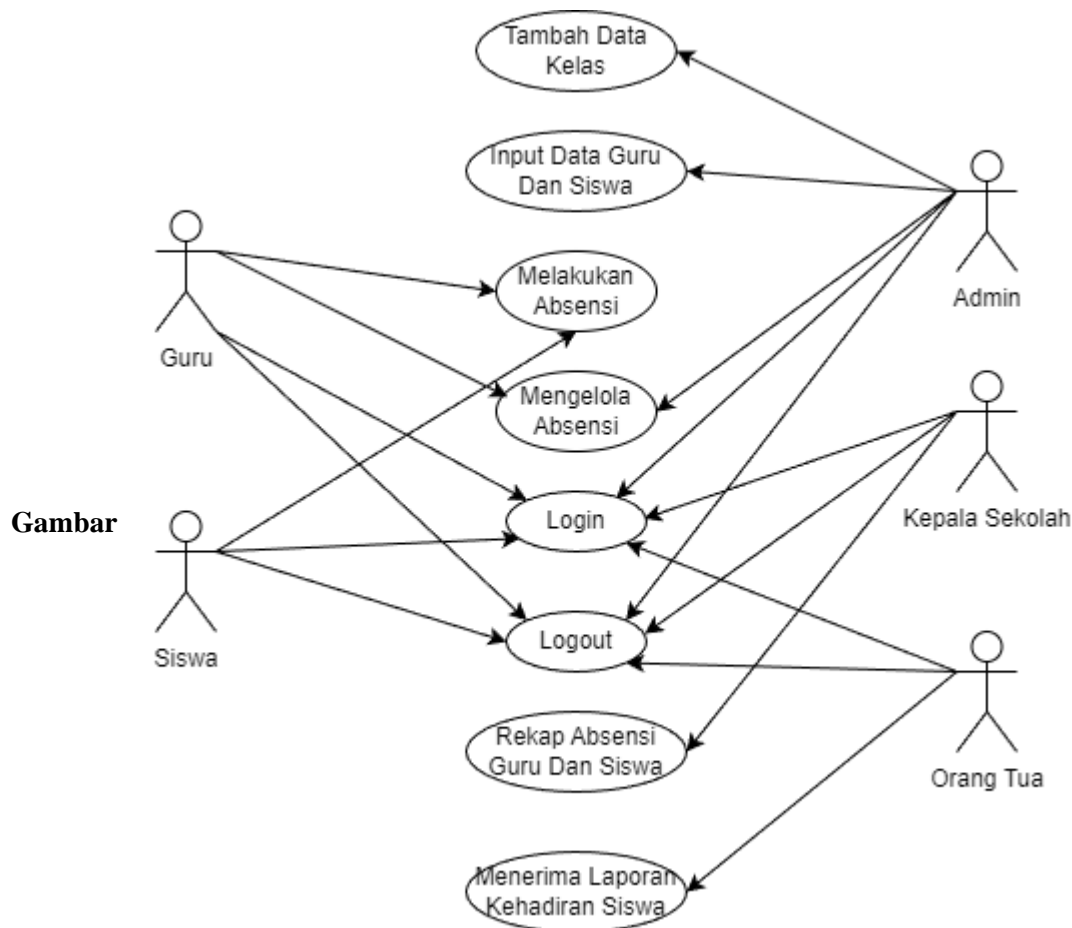 Tambah Data
Kelas
Input Data Guru
Dan Siswa
Melakukan
Absensi
Admin
Guru
Mengelola
Absensi
Gambar
Login
Kepala Sekolah
Siswa
Logout
Rekap Absensi
Guru Dan Siswa
Orang Tua
Menerima Laporan
Kehadiran Siswa